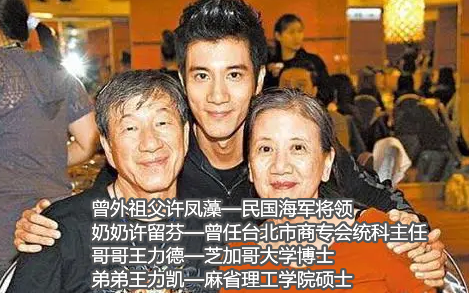 曾外祖父许凤藻—民国海军将领
奶奶许留芬—曾任台北市商专会统科主任
哥哥王力德—芝加哥大学博士
弟弟王力凯—麻省理工学院硕士